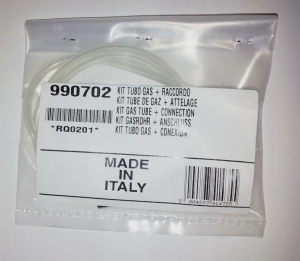 990702
KIT TUBO GAS + RACCORDO
KIT TUBE DE GAZ + ATTELAGE
KIT GAS TUBE + CONNECTION
KIT GASROHR + ANSCHLUSS
KIT TUBO GAS + CONEXION
*RQ0201*
MADE
IN
ITALY